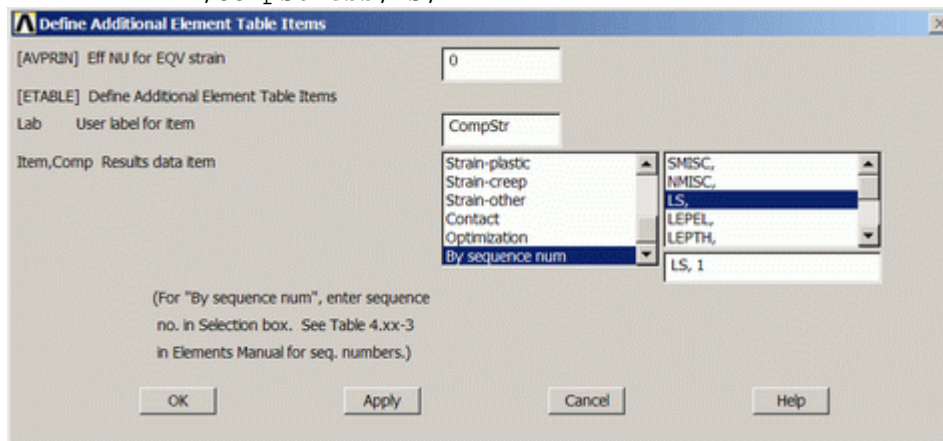 Define Additional Element Table Items
[AVPRIN] Eff NU for EQV strain 0
[ETABLE] Define Additional Element Table Items
Lab User label for item CompStr
Item,Comp Results data item
Strain-plastic
Strain-creep
Strain-other
Contact
Optimization
By sequence num
SMISC,
NMISC,
LS,
LEPEL,
LEPTH,
LS, 1
(For "By sequence num", enter sequence
no. in Selection box. See Table 4.xx-3
in Elements Manual for seq. numbers.)
OK Apply Cancel Help